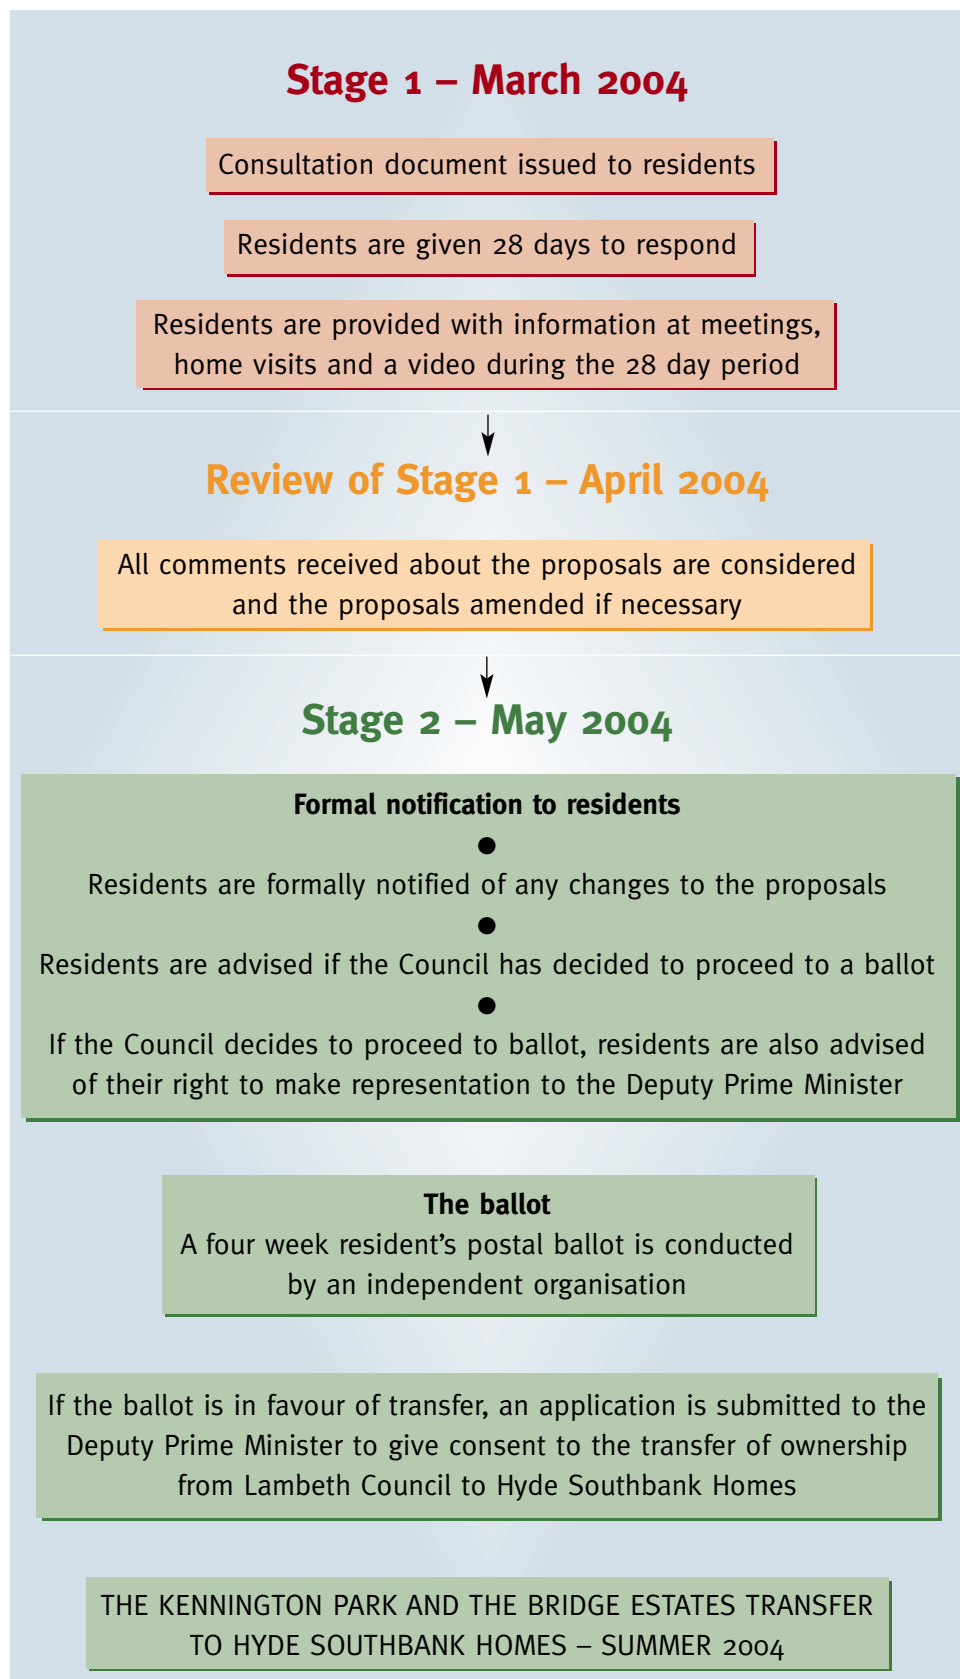 Stage 1 – March 2004
Consultation document issued to residents
Residents are given 28 days to respond
Residents are provided with information at meetings,
home visits and a video during the 28 day period
Review of Stage 1 – April 2004
All comments received about the proposals are considered
and the proposals amended if necessary
Stage 2 – May 2004
Formal notification to residents
●
Residents are formally notified of any changes to the proposals
●
Residents are advised if the Council has decided to proceed to a ballot
●
If the Council decides to proceed to ballot, residents are also advised
of their right to make representation to the Deputy Prime Minister
The ballot
A four week resident’s postal ballot is conducted
by an independent organisation
If the ballot is in favour of transfer, an application is submitted to the
Deputy Prime Minister to give consent to the transfer of ownership
from Lambeth Council to Hyde Southbank Homes
THE KENNINGTON PARK AND THE BRIDGE ESTATES TRANSFER
TO HYDE SOUTHBANK HOMES – SUMMER 2004